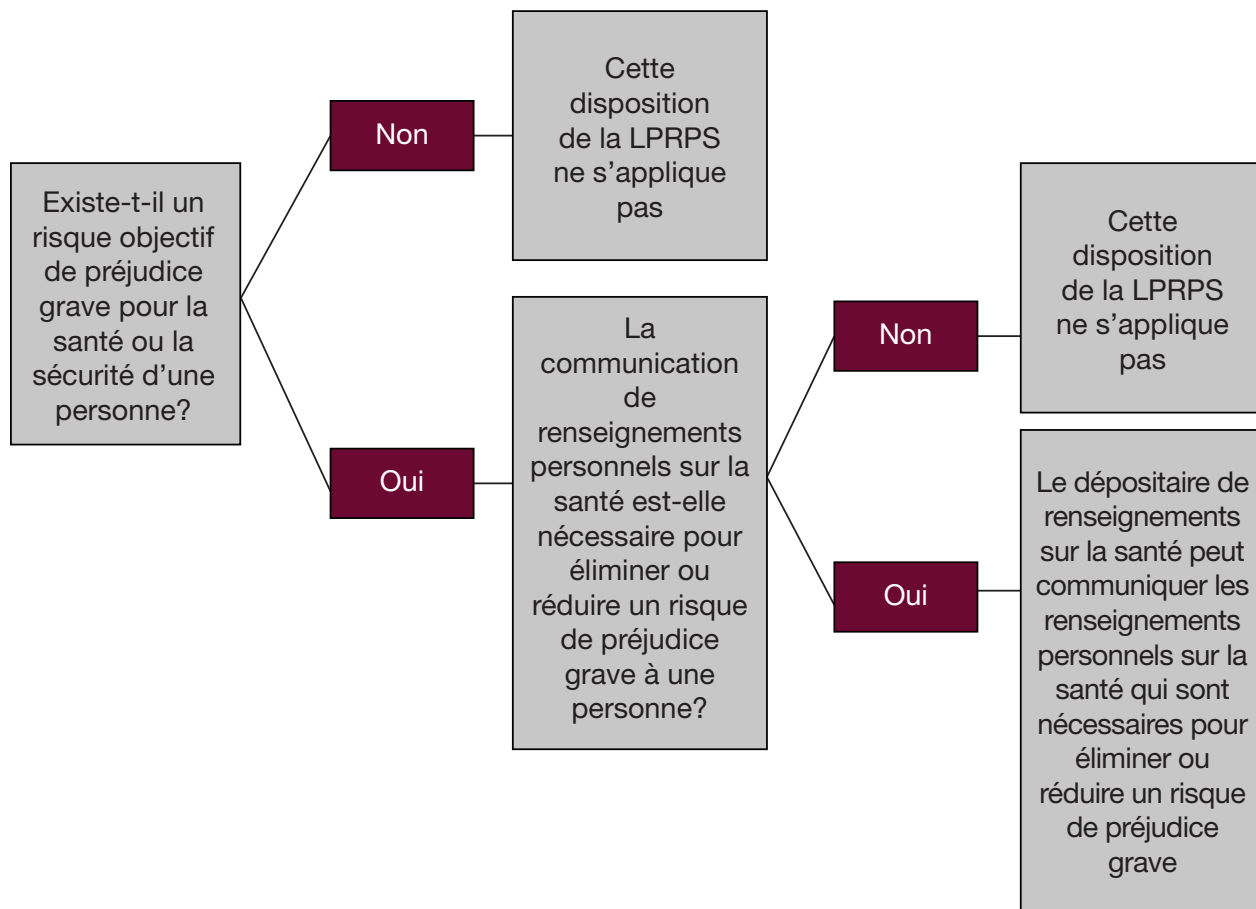 Existe-t-il un
risque objectif
de préjudice
grave pour la
santé ou la
sécurité d’une
personne?
Non
Cette
disposition
de la LPRPS
ne s’applique
pas
Oui
La
communication
de
renseignements
personnels sur la
santé est-elle
nécessaire pour
éliminer ou
réduire un risque
de préjudice
grave à une
personne?
Non
Cette
disposition
de la LPRPS
ne s’applique
pas
Oui
Le dépositaire de
renseignements
sur la santé peut
communiquer les
renseignements
personnels sur la
santé qui sont
nécessaires pour
éliminer ou
réduire un risque
de préjudice
grave